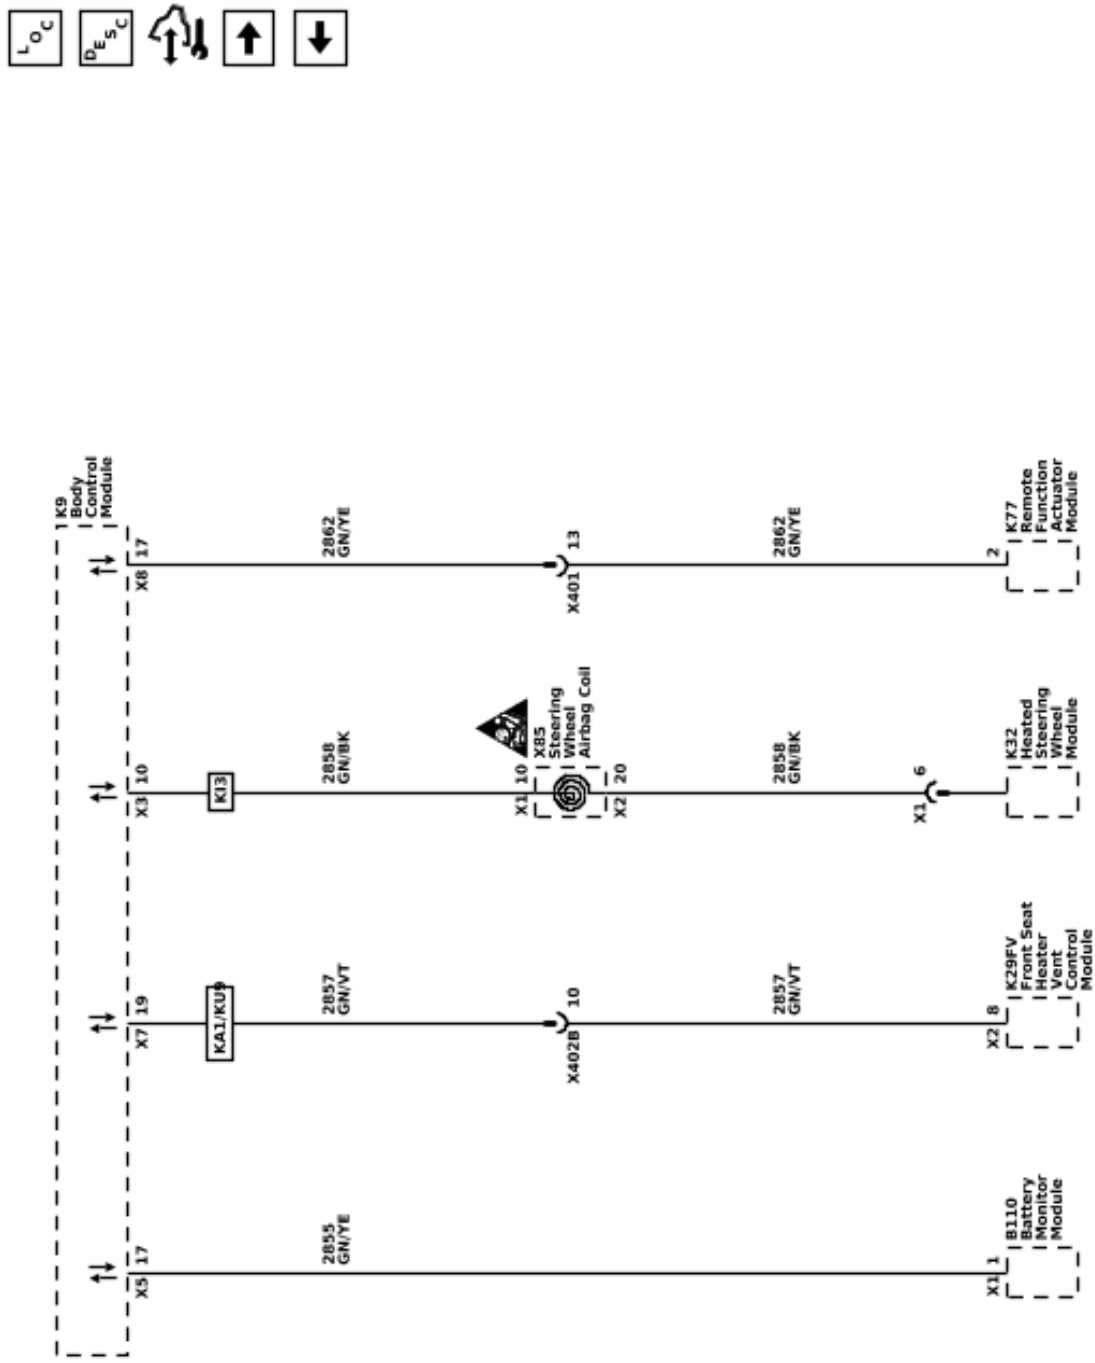 LOC
DESC
K9
Body
Control
Module
X8 17
2862
GN/YE
X401 13
2862
GN/YE
2
K77
Remote
Function
Actuator
Module
X3 10
KI3
2858
GN/BK
X1 10
X85
Steering
Wheel
Airbag Coil
X2 20
2858
GN/BK
X1 6
K32
Heated
Steering
Wheel
Module
X7 19
KA1/KU9
2857
GN/VT
X402B 10
2857
GN/VT
X2 8
K29FV
Front Seat
Heater
Vent
Control
Module
X5 17
2855
GN/YE
X1 1
B110
Battery
Monitor
Module